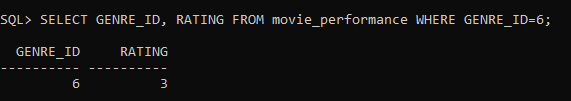 SQL> SELECT GENRE_ID, RATING FROM movie_performance WHERE GENRE_ID=6;
GENRE_ID RATING
---------- ----------
6 3